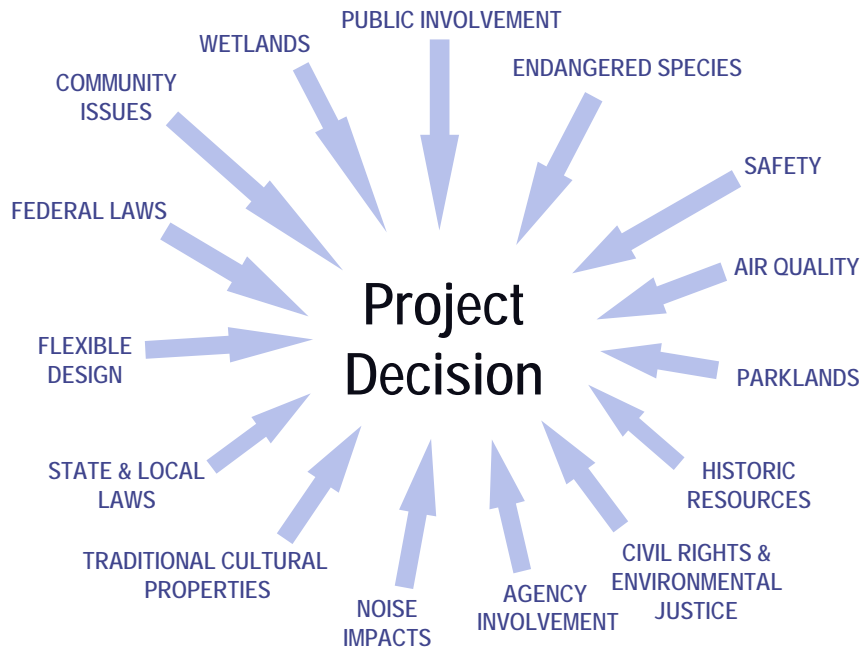 PUBLIC INVOLVEMENT
WETLANDS
ENDANGERED SPECIES
COMMUNITY
ISSUES
SAFETY
FEDERAL LAWS
AIR QUALITY
Project
Decision
FLEXIBLE
DESIGN
PARKLANDS
STATE & LOCAL
LAWS
HISTORIC
RESOURCES
TRADITIONAL CULTURAL
PROPERTIES
CIVIL RIGHTS &
ENVIRONMENTAL
JUSTICE
NOISE
IMPACTS
AGENCY
INVOLVEMENT